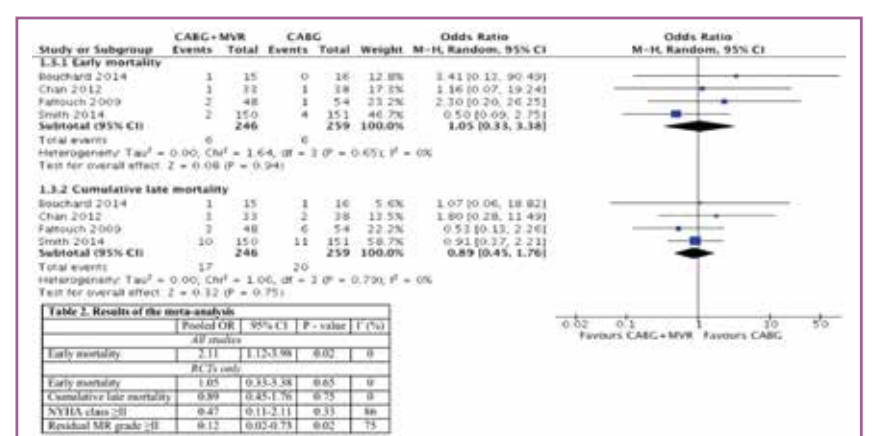 CABG+MVR CABG Odds Ratio Odds Ratio
Study or Subgroup Events Total Events Total Weight M-H, Random, 95% CI M-H, Random, 95% CI
1.3.1 Early mortality
Bouchard 2014 1 15 0 16 12.8% 3.41 [0.13, 90.49]
Chan 2012 1 33 1 38 17.3% 1.16 [0.07, 19.24]
Fattouch 2009 2 48 1 54 23.2% 2.30 [0.20, 26.25]
Smith 2014 2 150 4 151 46.7% 0.50 [0.09, 2.75]
Subtotal (95% CI) 246 259 100.0% 1.05 [0.33, 3.38]
Total events 6 6
Heterogeneity: Tau² = 0.00; Chi² = 1.64, df = 3 (P = 0.65); I² = 0%
Test for overall effect: Z = 0.08 (P = 0.94)
1.3.2 Cumulative late mortality
Bouchard 2014 1 15 1 16 5.6% 1.07 [0.06, 18.82]
Chan 2012 3 33 2 38 13.5% 1.80 [0.28, 11.49]
Fattouch 2009 3 48 6 54 22.2% 0.53 [0.13, 2.26]
Smith 2014 10 150 11 151 58.7% 0.91 [0.37, 2.21]
Subtotal (95% CI) 246 259 100.0% 0.89 [0.45, 1.76]
Total events 17 20
Heterogeneity: Tau² = 0.00; Chi² = 1.06, df = 3 (P = 0.79); I² = 0%
Test for overall effect: Z = 0.32 (P = 0.75)
0.02 0.1 1 10 50
Favours CABG+MVR Favours CABG
Table 2. Results of the meta-analysis
Pooled OR 95% CI P - value I² (%)
All studies
Early mortality 2.11 1.12-3.98 0.02 0
RCTs only
Early mortality 1.05 0.33-3.38 0.65 0
Cumulative late mortality 0.89 0.45-1.76 0.75 0
NYHA class ≥II 0.47 0.11-2.11 0.33 86
Residual MR grade ≥II 0.12 0.02-0.73 0.02 75